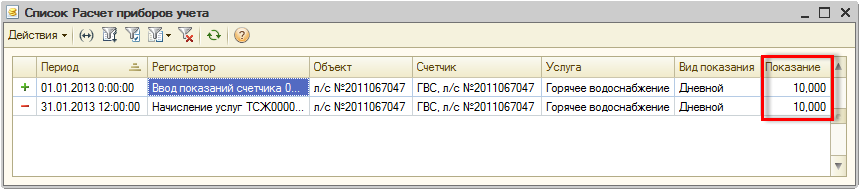 Список Расчет приборов учета
Действия
Период Регистратор Объект Счетчик Услуга Вид показания Показание
01.01.2013 0:00:00 Ввод показаний счетчика 0... л/с №2011067047 ГВС, л/с №2011067047 Горячее водоснабжение Дневной 10,000
31.01.2013 12:00:00 Начисление услуг ТСЖ0000... л/с №2011067047 ГВС, л/с №2011067047 Горячее водоснабжение Дневной 10,000